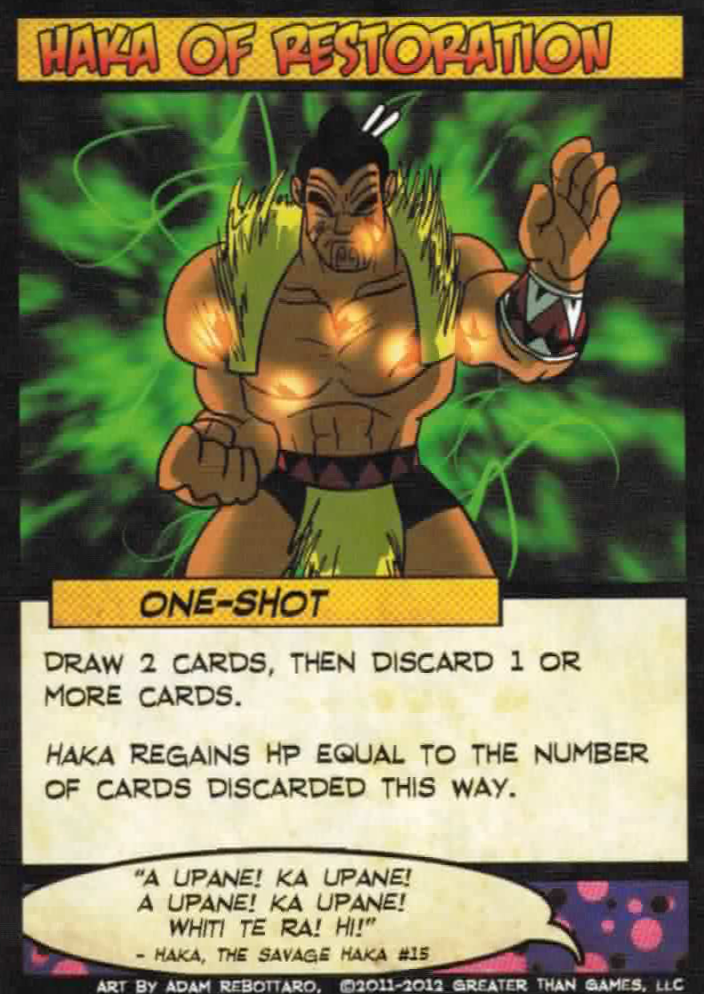 HAKA OF RESTORATION
ONE-SHOT
DRAW 2 CARDS, THEN DISCARD 1 OR
MORE CARDS.
HAKA REGAINS HP EQUAL TO THE NUMBER
OF CARDS DISCARDED THIS WAY.
"A UPANE! KA UPANE!
A UPANE! KA UPANE!
WHITI TE RA! HI!"
- HAKA, THE SAVAGE HAKA #15
ART BY ADAM REBOTTARO, ©2011-2012 GREATER THAN GAMES, LLC